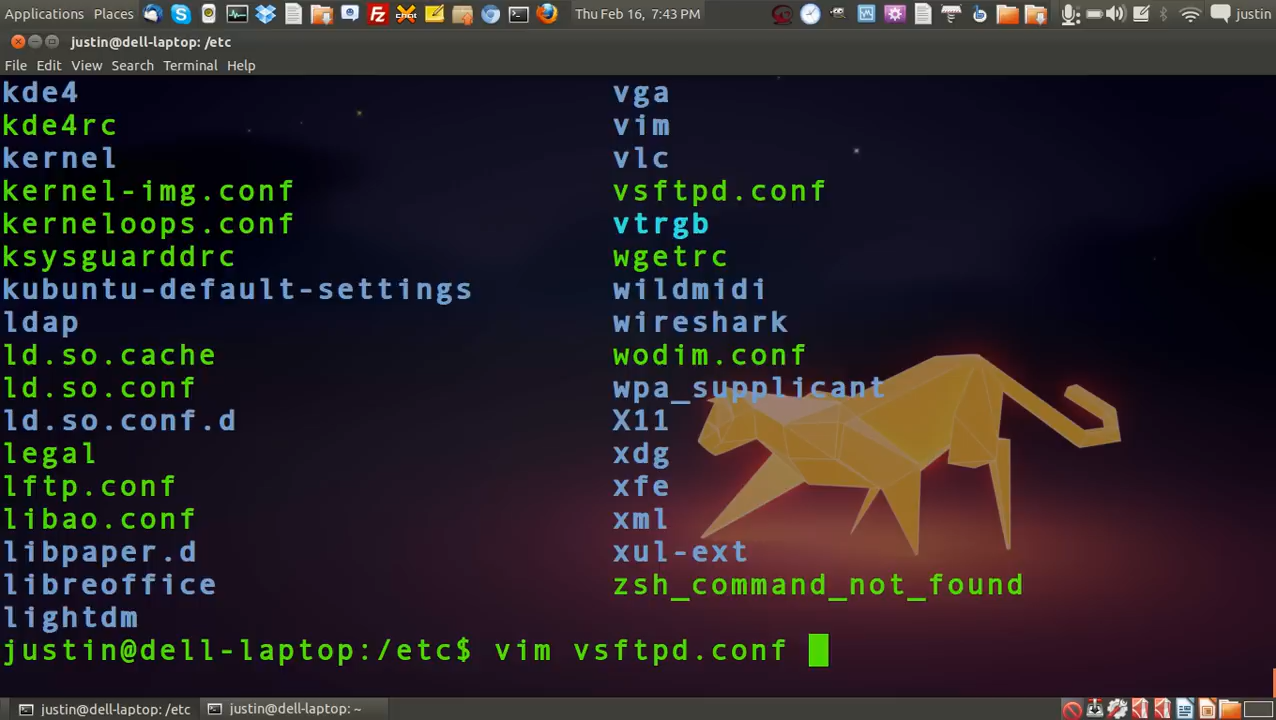 Applications Places Thu Feb 16, 7:43 PM justin
justin@dell-laptop: /etc
File Edit View Search Terminal Help
kde4 vga
kde4rc vim
kernel vlc
kernel-img.conf vsftpd.conf
kerneloops.conf vtrgb
ksysguarddrc wgetrc
kubuntu-default-settings wildmidi
ldap wireshark
ld.so.cache wodim.conf
ld.so.conf wpa_supplicant
ld.so.conf.d X11
legal xdg
lftp.conf xfe
libao.conf xml
libpaper.d xul-ext
libreoffice zsh_command_not_found
lightdm
justin@dell-laptop:/etc$ vim vsftpd.conf
justin@dell-laptop: /etc justin@dell-laptop: ~